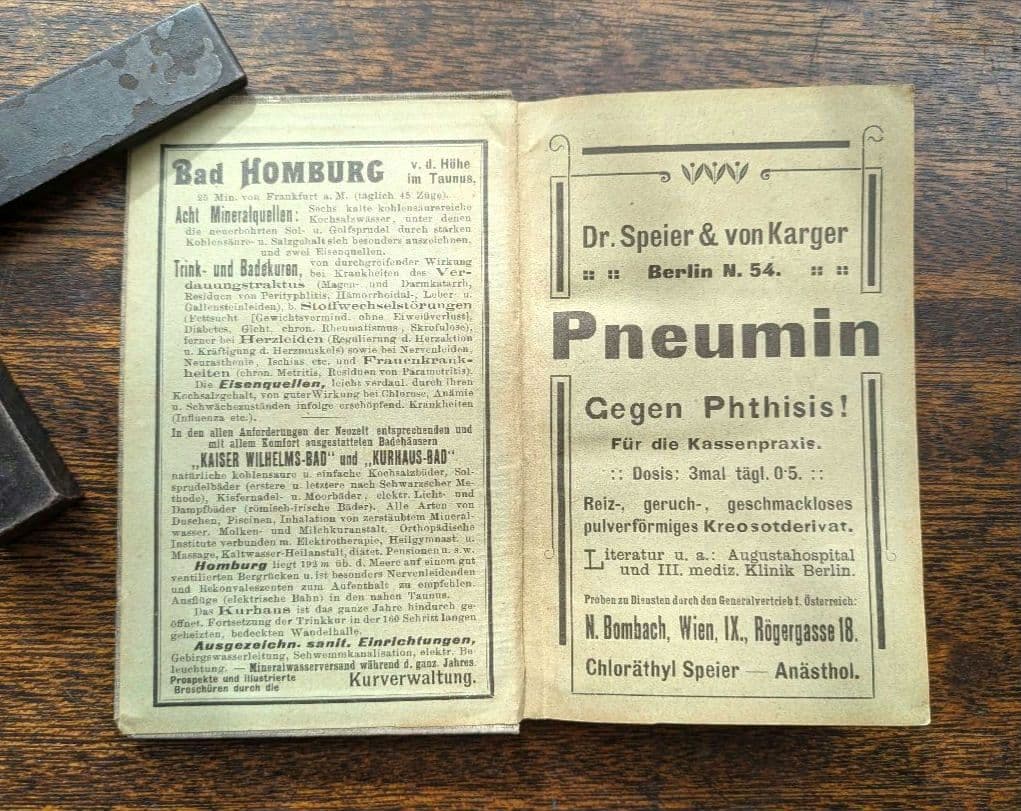 Bad HOMBURG v. d. Höhe
im Taunus,
25 Min. von Frankfurt a. M. (täglich 45 Züge).
Acht Mineralquellen: Sechs kalte kohlensäurereiche
Kochsalzwässer, unter denen
die neuerbohrten Sol- u. Golfsprudel durch starken
Kohlensäure- u. Salzgehalt sich besonders auszeichnen,
und zwei Eisenquellen.
Trink- und Badekuren, von durchgreifender Wirkung
bei Krankheiten des Ver-
dauungstraktus (Magen- und Darmkatarrh,
Residuen von Perityphlitis, Hämorrhoidal-, Leber- u.
Gallensteinleiden), b. Stoffwechselstörungen
(Fettsucht [Gewichtsvermind. ohne Eiweißverlust],
Diabetes, Gicht, chron. Rheumatismus, Skrofulose),
ferner bei Herzleiden (Regulierung d. Herzaktion
u. Kräftigung d. Herzmuskels) sowie bei Nervenleiden,
Neurasthenie, Ischias etc. und Frauenkrank-
heiten (chron. Metritis, Residuen von Parametritis).
Die Eisenquellen, leicht verdaul. durch ihren
Kochsalzgehalt, von guter Wirkung bei Chlorose, Anämie
u. Schwächezuständen infolge erschöpfend. Krankheiten
(Influenza etc.).
In den allen Anforderungen der Neuzeit entsprechenden und
mit allem Komfort ausgestatteten Badehäusern
„KAISER WILHELMS-BAD" und „KURHAUS-BAD"
natürliche kohlensaure u. einfache Kochsalzbäder, Sol-
sprudelbäder (erstere u. letztere nach Schwarzscher Me-
thode), Kiefernadel- u. Moorbäder, elektr. Licht- und
Dampfbäder (römisch-irische Bäder). Alle Arten von
Duschen, Piscinen, Inhalation von zerstäubtem Mineral-
wasser. Molken- und Milchkuranstalt. Orthopädische
Institute verbunden m. Elektrotherapie, Heilgymnast. u.
Massage, Kaltwasser-Heilanstalt, diätet. Pensionen u. s. w.
Homburg liegt 192 m üb. d. Meere auf einem gut
ventilierten Bergrücken u. ist besonders Nervenleidenden
und Rekonvaleszenten zum Aufenthalt zu empfehlen.
Ausflüge (elektrische Bahn) in den nahen Taunus.
Das Kurhaus ist das ganze Jahre hindurch ge-
öffnet. Fortsetzung der Trinkkur in der 160 Schritt langen
geheizten, bedeckten Wandelhalle.
Ausgezeichn. sanit. Einrichtungen,
Gebirgswasserleitung, Schwemmkanalisation, elektr. Be-
leuchtung. — Mineralwasserversand während d. ganz. Jahres.
Prospekte und illustrierte
Broschüren durch die Kurverwaltung.
Dr. Speier & von Karger
:: :: Berlin N. 54. :: ::
Pneumin
Gegen Phthisis!
Für die Kassenpraxis.
:: Dosis: 3mal tägl. 0·5. ::
Reiz-, geruch-, geschmackloses
pulverförmiges Kreosotderivat.
Literatur u. a.: Augustahospital
und III. mediz. Klinik Berlin.
Proben zu Diensten durch den Generalvertrieb f. Österreich:
N. Bombach, Wien, IX., Rögergasse 18.
Chloräthyl Speier — Anästhol.